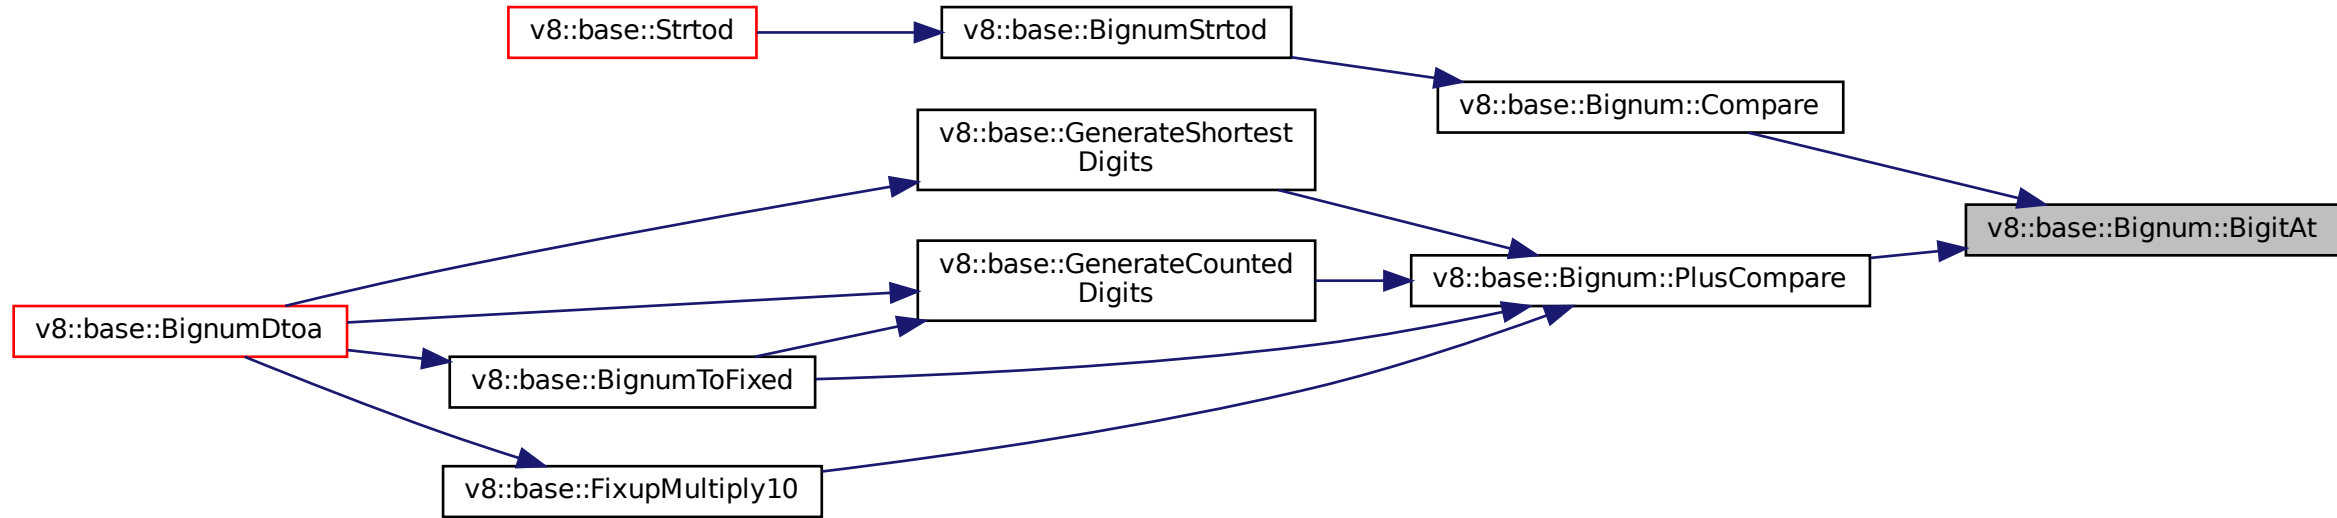 v8::base::Strtod
v8::base::BignumStrtod
v8::base::Bignum::Compare
v8::base::GenerateShortest
Digits
v8::base::Bignum::BigitAt
v8::base::GenerateCounted
Digits
v8::base::Bignum::PlusCompare
v8::base::BignumDtoa
v8::base::BignumToFixed
v8::base::FixupMultiply10